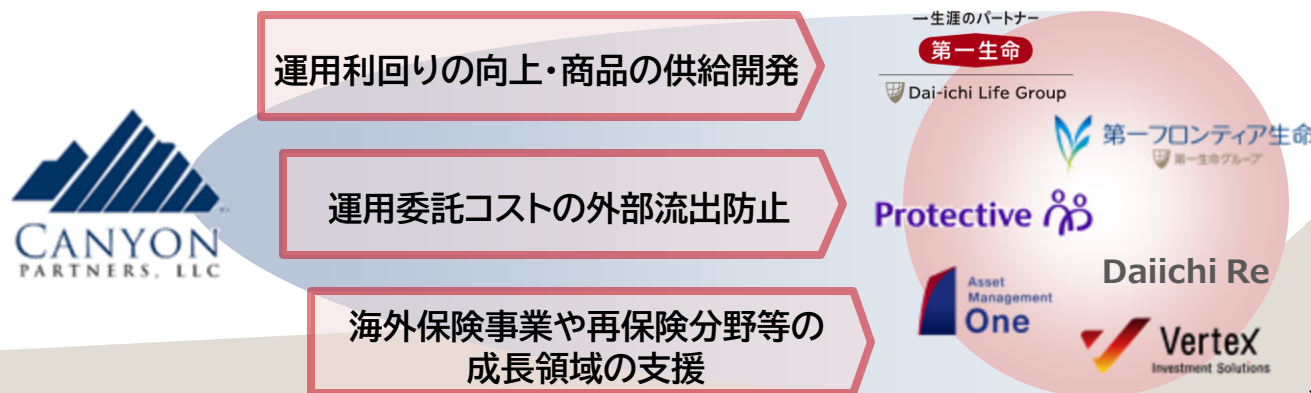 CANYON
PARTNERS, LLC
運用利回りの向上・商品の供給開発
運用委託コストの外部流出防止
海外保険事業や再保険分野等の
成長領域の支援
一生涯のパートナー
第一生命
Dai-ichi Life Group
第一フロンティア生命
第一生命グループ
Protective
Daiichi Re
Asset
Management
One
Vertex
Investment Solutions